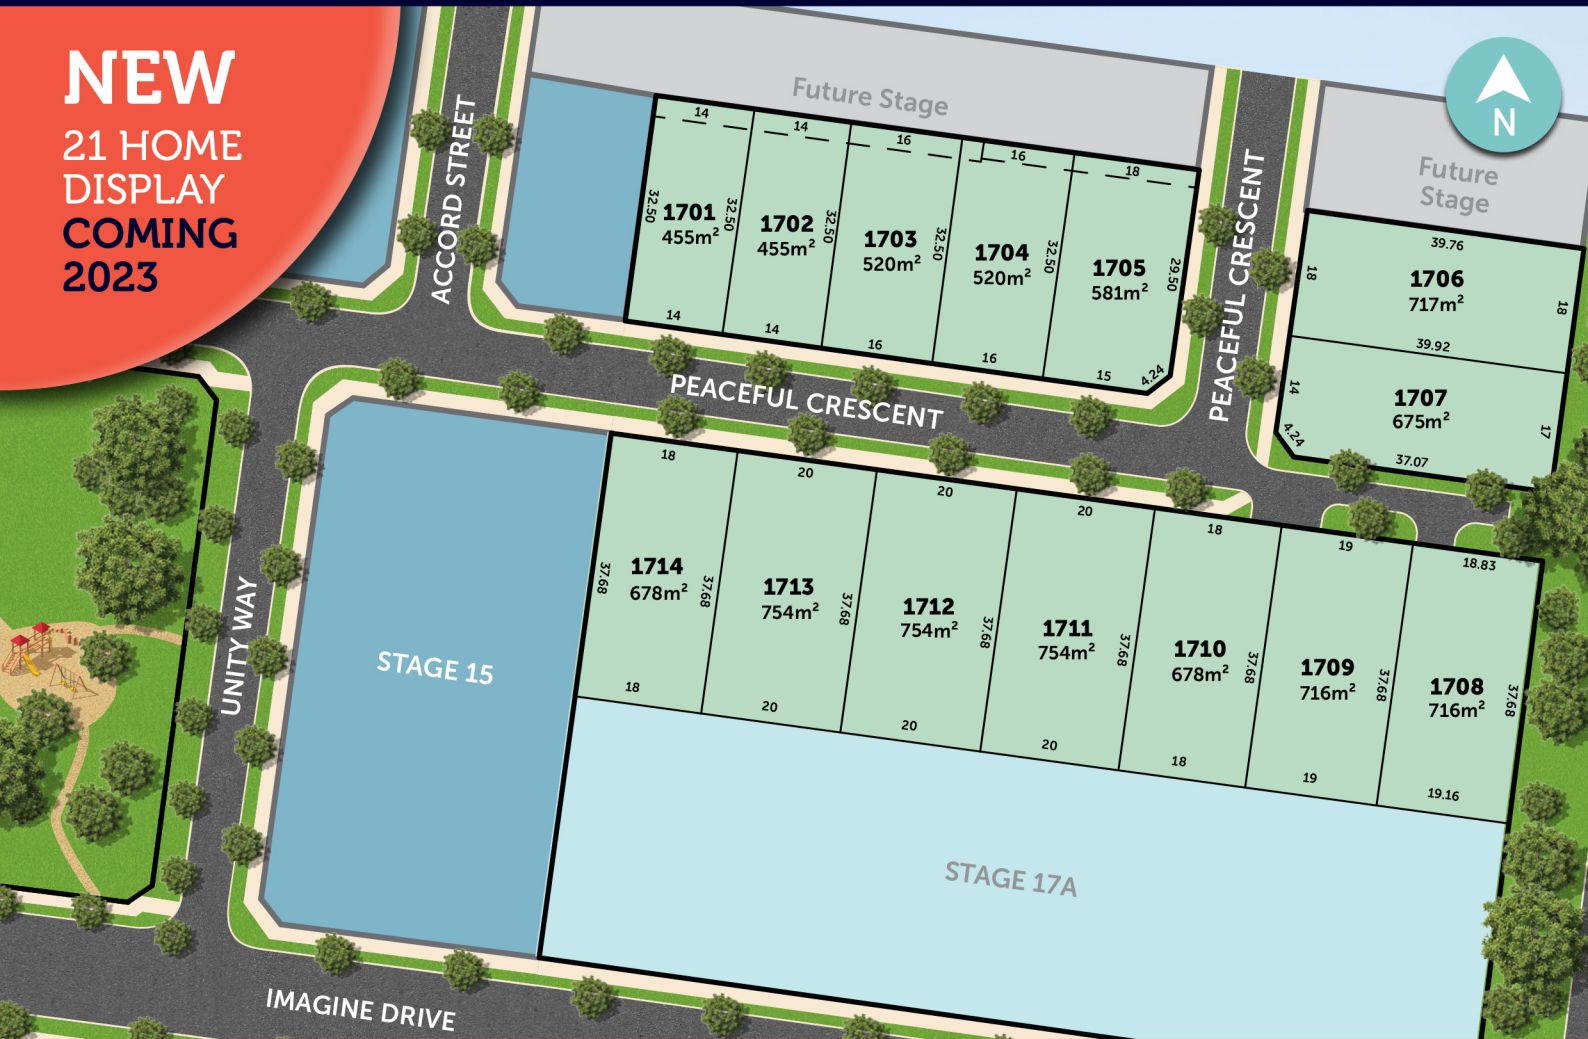 NEW
21 HOME
DISPLAY
COMING
2023
N
Future Stage
Future
Stage
ACCORD STREET
PEACEFUL CRESCENT
14
14
16
16
18
32.50
1701
455m²
32.50
1702
455m²
32.50
1703
520m²
32.50
1704
520m²
32.50
1705
581m²
29.50
14
14
16
16
15
4.24
39.76
18
1706
717m²
18
39.92
14
1707
675m²
17
4.24
37.07
PEACEFUL CRESCENT
18
20
20
20
18
19
18.83
37.68
1714
678m²
37.68
1713
754m²
37.68
1712
754m²
37.68
1711
754m²
37.68
1710
678m²
37.68
1709
716m²
37.68
1708
716m²
37.68
18
20
20
20
18
19
19.16
UNITY WAY
STAGE 15
STAGE 17A
IMAGINE DRIVE